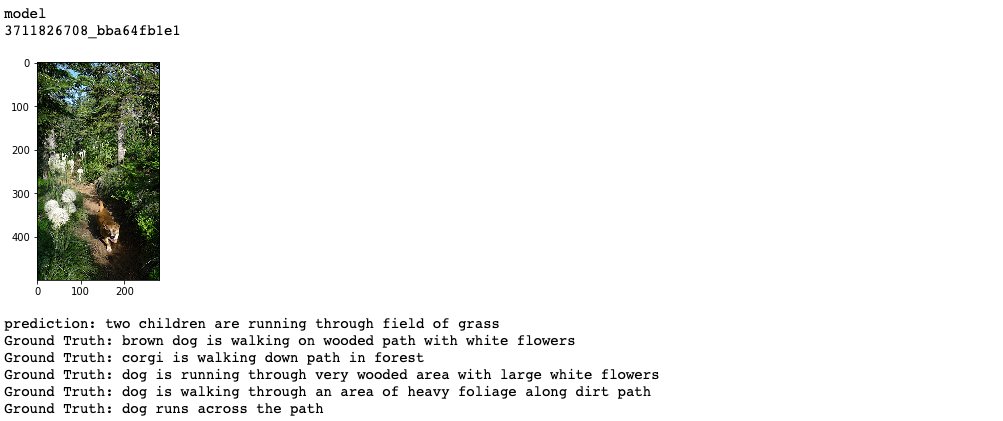 model
3711826708_bba64fb1e1
0
100
200
300
400
0 100 200
prediction: two children are running through field of grass
Ground Truth: brown dog is walking on wooded path with white flowers
Ground Truth: corgi is walking down path in forest
Ground Truth: dog is running through very wooded area with large white flowers
Ground Truth: dog is walking through an area of heavy foliage along dirt path
Ground Truth: dog runs across the path